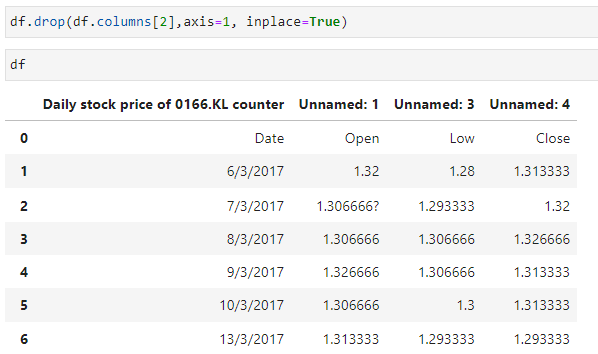 df.drop(df.columns[2],axis=1, inplace=True)
df
Daily stock price of 0166.KL counter Unnamed: 1 Unnamed: 3 Unnamed: 4
0 Date Open Low Close
1 6/3/2017 1.32 1.28 1.313333
2 7/3/2017 1.306666? 1.293333 1.32
3 8/3/2017 1.306666 1.306666 1.326666
4 9/3/2017 1.326666 1.306666 1.313333
5 10/3/2017 1.306666 1.3 1.313333
6 13/3/2017 1.313333 1.293333 1.293333